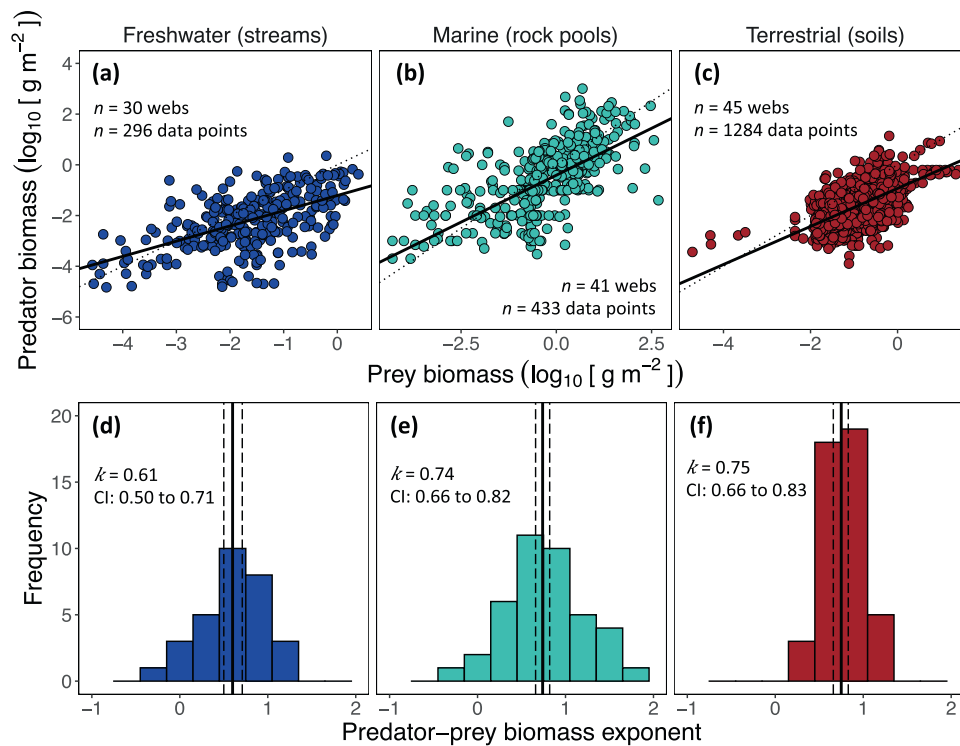 Freshwater (streams)
Marine (rock pools)
Terrestrial (soils)
Predator biomass (log₁₀ [ g m⁻²])
4
2
0
−2
−4
−6
(a)
n = 30 webs
n = 296 data points
(b)
n = 41 webs
n = 433 data points
(c)
n = 45 webs
n = 1284 data points
−4 −3 −2 −1 0
−2.5 0.0 2.5
−4 −2 0
Prey biomass (log₁₀ [ g m⁻²])
Frequency
20
15
10
5
0
(d)
k = 0.61
CI: 0.50 to 0.71
(e)
k = 0.74
CI: 0.66 to 0.82
(f)
k = 0.75
CI: 0.66 to 0.83
−1 0 1 2
−1 0 1 2
−1 0 1 2
Predator–prey biomass exponent